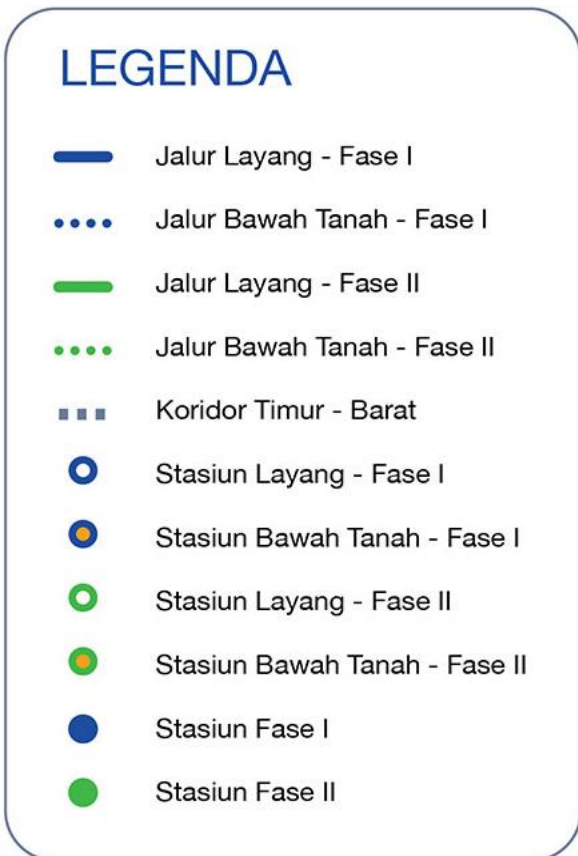 LEGENDA
Jalur Layang - Fase I
Jalur Bawah Tanah - Fase I
Jalur Layang - Fase II
Jalur Bawah Tanah - Fase II
Koridor Timur - Barat
Stasiun Layang - Fase I
Stasiun Bawah Tanah - Fase I
Stasiun Layang - Fase II
Stasiun Bawah Tanah - Fase II
Stasiun Fase I
Stasiun Fase II